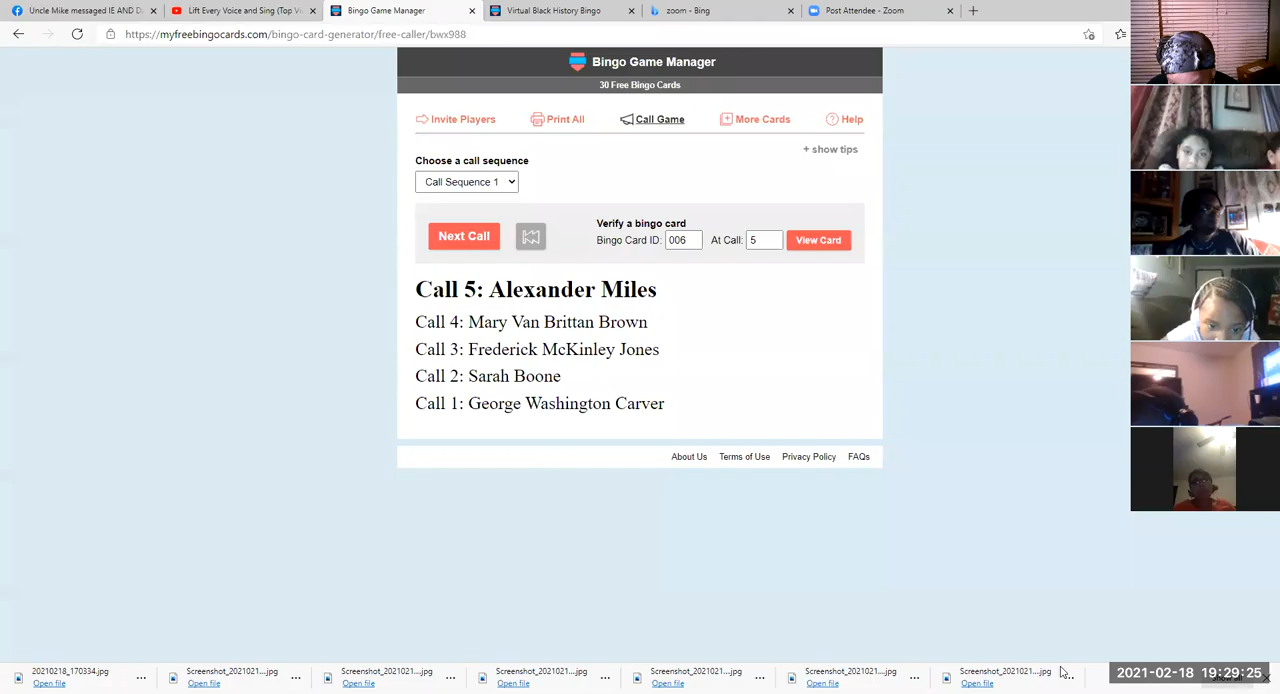 Uncle Mike messaged IE AND D
Lift Every Voice and Sing (Top Vi
Bingo Game Manager
Virtual Black History Bingo
zoom - Bing
Post Attendee - Zoom
https://myfreebingocards.com/bingo-card-generator/free-caller/bwx988
Bingo Game Manager
30 Free Bingo Cards
Invite Players
Print All
Call Game
More Cards
Help
+ show tips
Choose a call sequence
Call Sequence 1
Next Call
Verify a bingo card
Bingo Card ID: 006 At Call: 5 View Card
Call 5: Alexander Miles
Call 4: Mary Van Brittan Brown
Call 3: Frederick McKinley Jones
Call 2: Sarah Boone
Call 1: George Washington Carver
About Us Terms of Use Privacy Policy FAQs
20210218_170334.jpg
Open file
Screenshot_2021021....jpg
Open file
Screenshot_2021021....jpg
Open file
Screenshot_2021021....jpg
Open file
Screenshot_2021021....jpg
Open file
Screenshot_2021021....jpg
Open file
Screenshot_2021021....jpg
Open file
2021-02-18 19:29:25